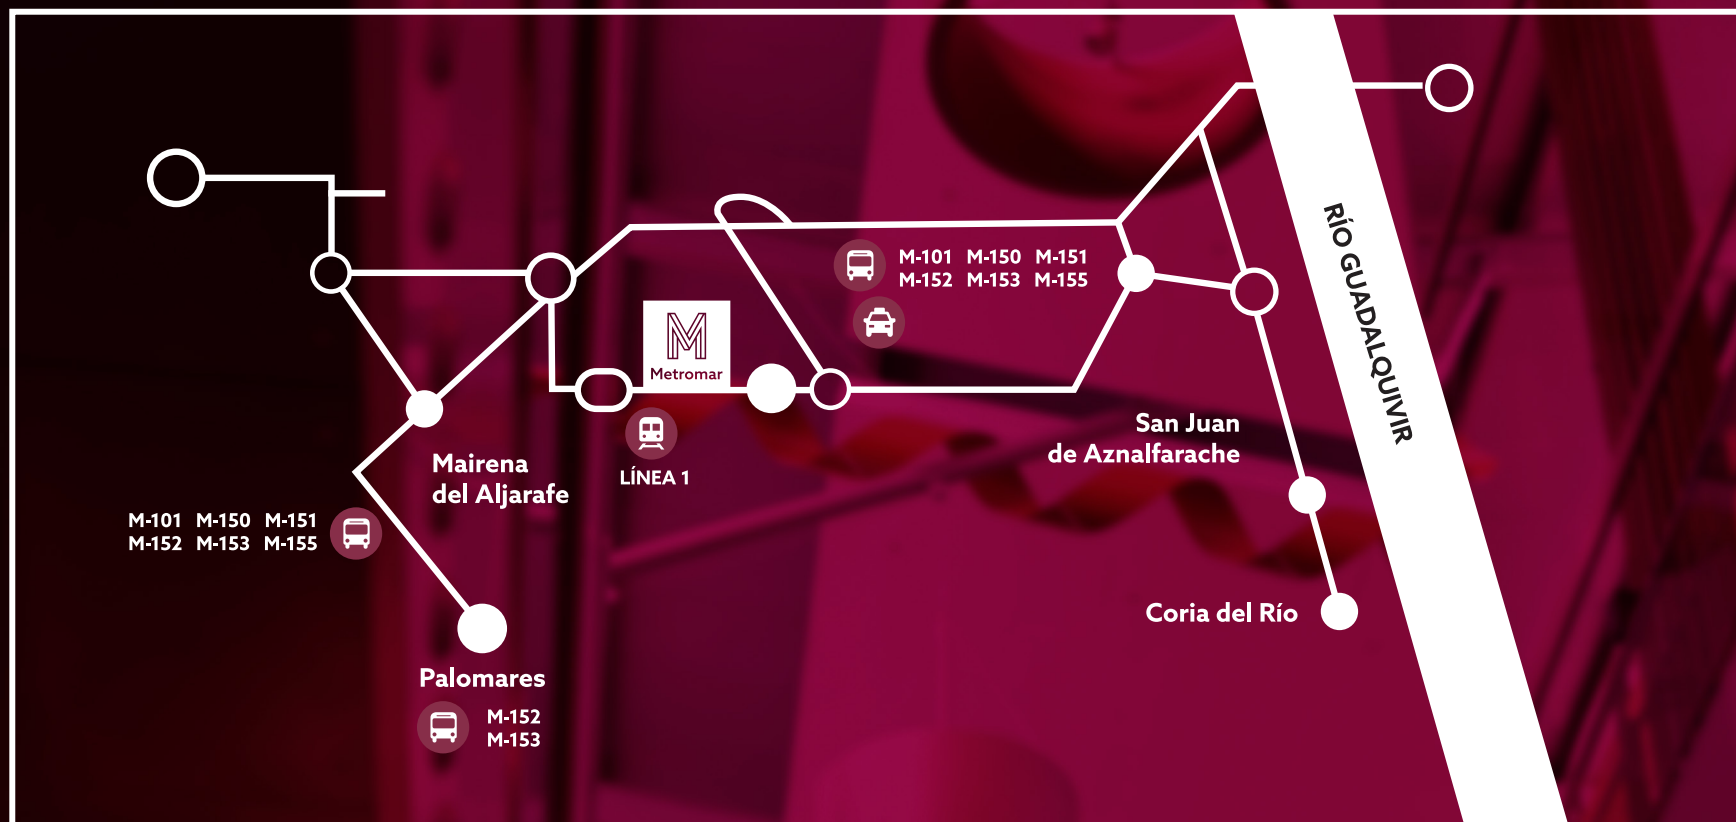 RÍO GUADALQUIVIR
M-101 M-150 M-151
M-152 M-153 M-155
M
Metromar
LÍNEA 1
San Juan
de Aznalfarache
Mairena
del Aljarafe
M-101 M-150 M-151
M-152 M-153 M-155
Coria del Río
Palomares
M-152
M-153